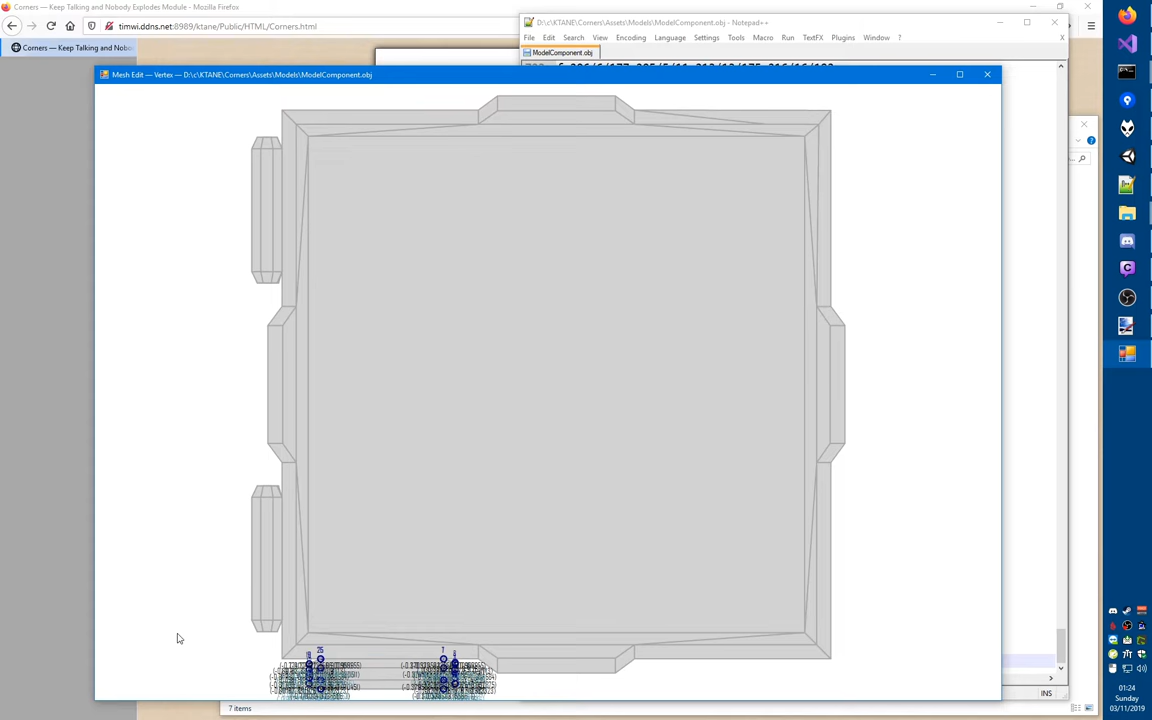 Corners — Keep Talking and Nobody Explodes Module - Mozilla Firefox
timwi.ddns.net:8989/ktane/Public/HTML/Corners.html
Corners — Keep Talking and Nobo
D:\c\KTANE\Corners\Assets\Models\ModelComponent.obj - Notepad++
File Edit Search View Encoding Language Settings Tools Macro Run TextFX Plugins Window ?
X
ModelComponent.obj
Mesh Edit — Vertex — D:\c\KTANE\Corners\Assets\Models\ModelComponent.obj
25
7
7 items
INS
01:24
Sunday
03/11/2019